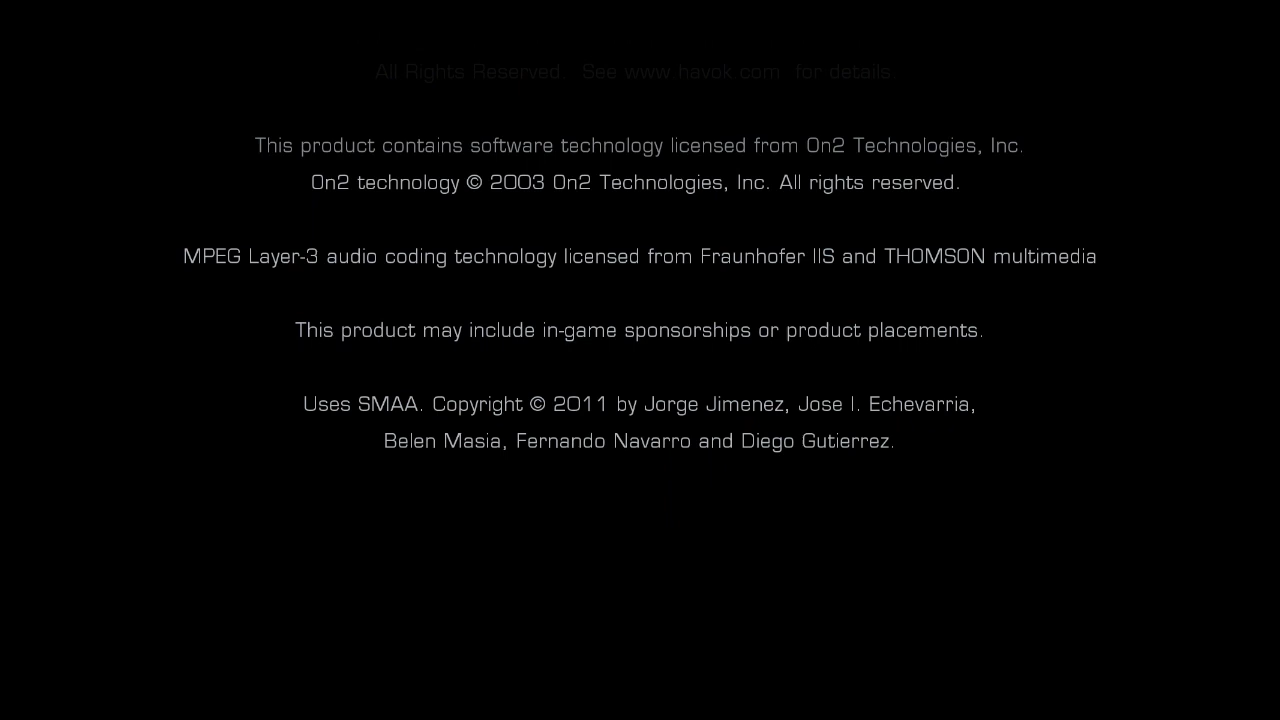 All Rights Reserved.  See www.havok.com  for details.
This product contains software technology licensed from On2 Technologies, Inc.
On2 technology © 2003 On2 Technologies, Inc. All rights reserved.
MPEG Layer-3 audio coding technology licensed from Fraunhofer IIS and THOMSON multimedia
This product may include in-game sponsorships or product placements.
Uses SMAA. Copyright © 2011 by Jorge Jimenez, Jose I. Echevarria,
Belen Masia, Fernando Navarro and Diego Gutierrez.